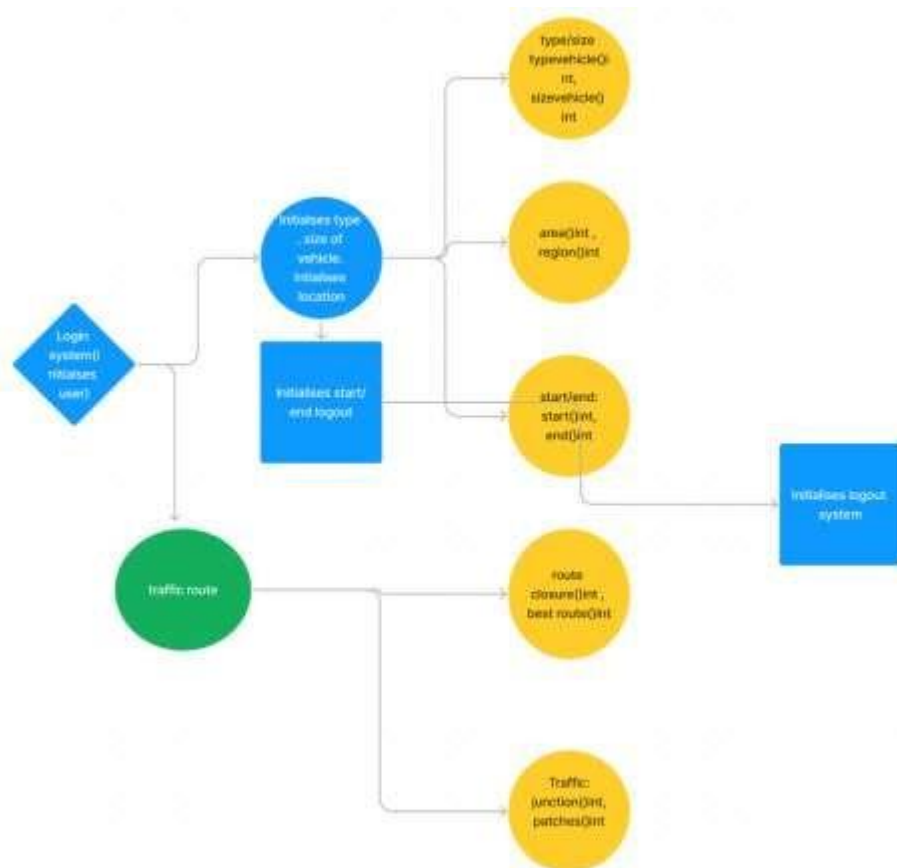 type/size
typevehicle()i
nt,
sizevehicle()
int
Initialses type
, size of
vehicle.
Initialises
location
area()int ,
region()int
Login
system()
nitialses
user)
Initialises start/
end logout
start/end:
start()int,
end()int
Initialises logout
system
traffic route
route
closure()int ,
best route()int
Traffic:
junction()int,
patches()int